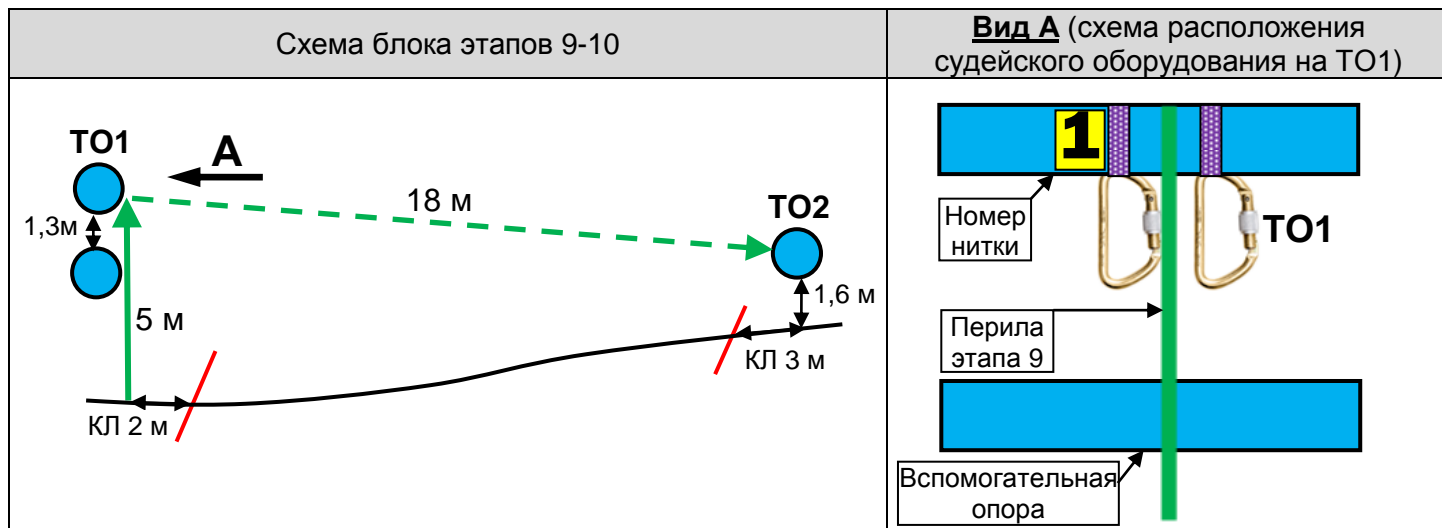 Схема блока этапов 9-10
Вид А (схема расположения
судейского оборудования на ТО1)
ТО1
А
18 м
ТО2
1,3м
1,6 м
5 м
КЛ 3 м
КЛ 2 м
1
Номер
нитки
ТО1
Перила
этапа 9
Вспомогательная
опора